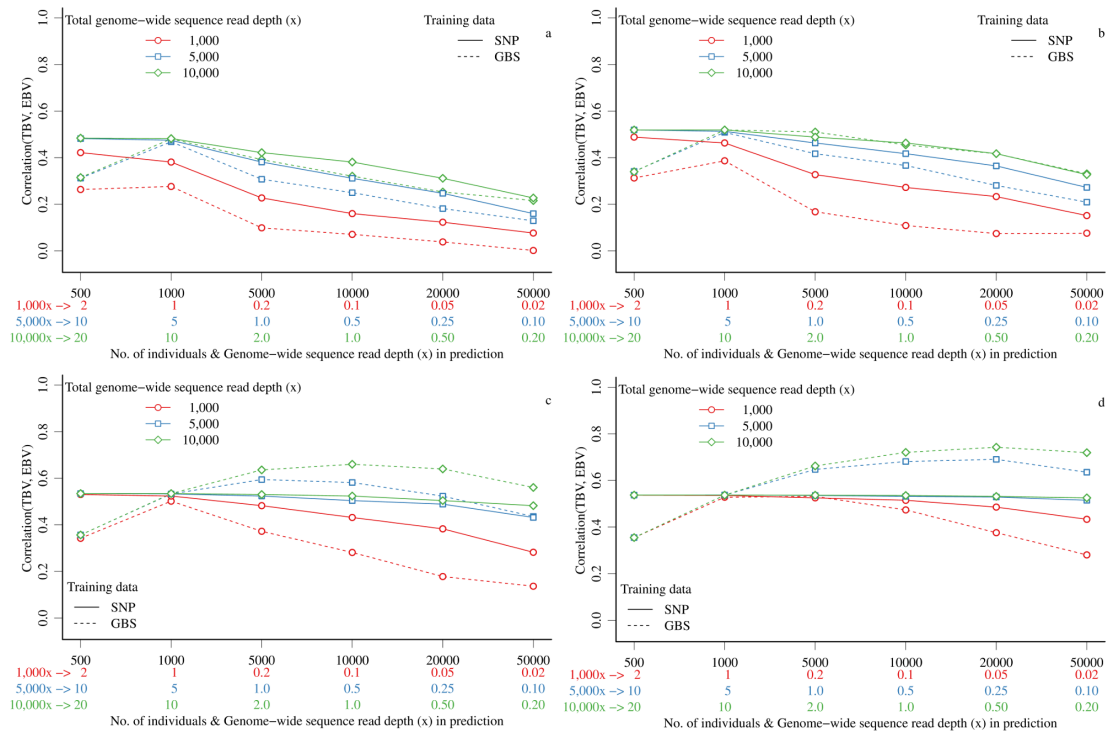 Total genome−wide sequence read depth (x)
1,000
5,000
10,000
Training data
SNP
GBS
a
Correlation(TBV, EBV)
1.0
0.8
0.6
0.4
0.2
0.0
500 1000 5000 10000 20000 50000
1,000x −> 2 1 0.2 0.1 0.05 0.02
5,000x −> 10 5 1.0 0.5 0.25 0.10
10,000x −> 20 10 2.0 1.0 0.50 0.20
No. of individuals & Genome−wide sequence read depth (x) in prediction
Total genome−wide sequence read depth (x)
1,000
5,000
10,000
Training data
SNP
GBS
b
Correlation(TBV, EBV)
1.0
0.8
0.6
0.4
0.2
0.0
500 1000 5000 10000 20000 50000
1,000x −> 2 1 0.2 0.1 0.05 0.02
5,000x −> 10 5 1.0 0.5 0.25 0.10
10,000x −> 20 10 2.0 1.0 0.50 0.20
No. of individuals & Genome−wide sequence read depth (x) in prediction
Total genome−wide sequence read depth (x)
1,000
5,000
10,000
c
Correlation(TBV, EBV)
1.0
0.8
0.6
0.4
0.2
0.0
Training data
SNP
GBS
500 1000 5000 10000 20000 50000
1,000x −> 2 1 0.2 0.1 0.05 0.02
5,000x −> 10 5 1.0 0.5 0.25 0.10
10,000x −> 20 10 2.0 1.0 0.50 0.20
No. of individuals & Genome−wide sequence read depth (x) in prediction
Total genome−wide sequence read depth (x)
1,000
5,000
10,000
d
Correlation(TBV, EBV)
1.0
0.8
0.6
0.4
0.2
0.0
Training data
SNP
GBS
500 1000 5000 10000 20000 50000
1,000x −> 2 1 0.2 0.1 0.05 0.02
5,000x −> 10 5 1.0 0.5 0.25 0.10
10,000x −> 20 10 2.0 1.0 0.50 0.20
No. of individuals & Genome−wide sequence read depth (x) in prediction